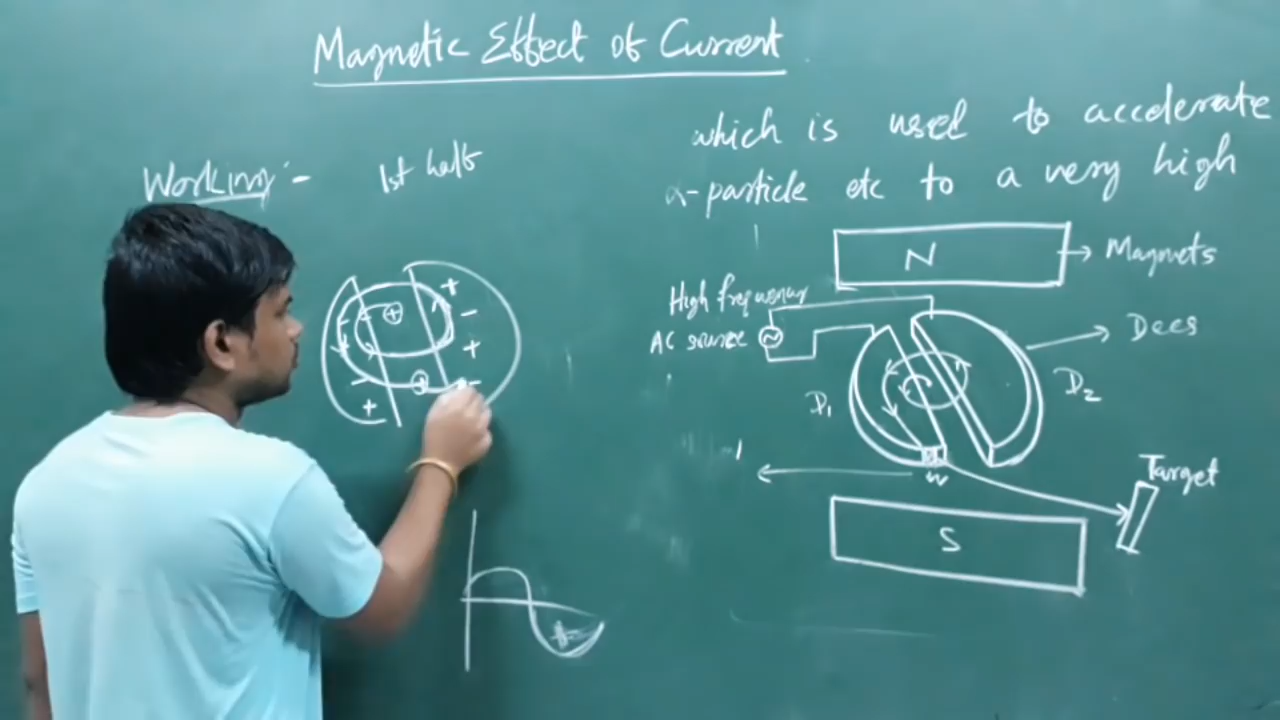 Magnetic Effect of Current
which is used to accelerate
α-particle etc to a very high
Working:-
1st half
N
Magnets
High frequency
AC source
Dees
D₁
D₂
+
-
+
-
+
+
-
+
W
Target
S